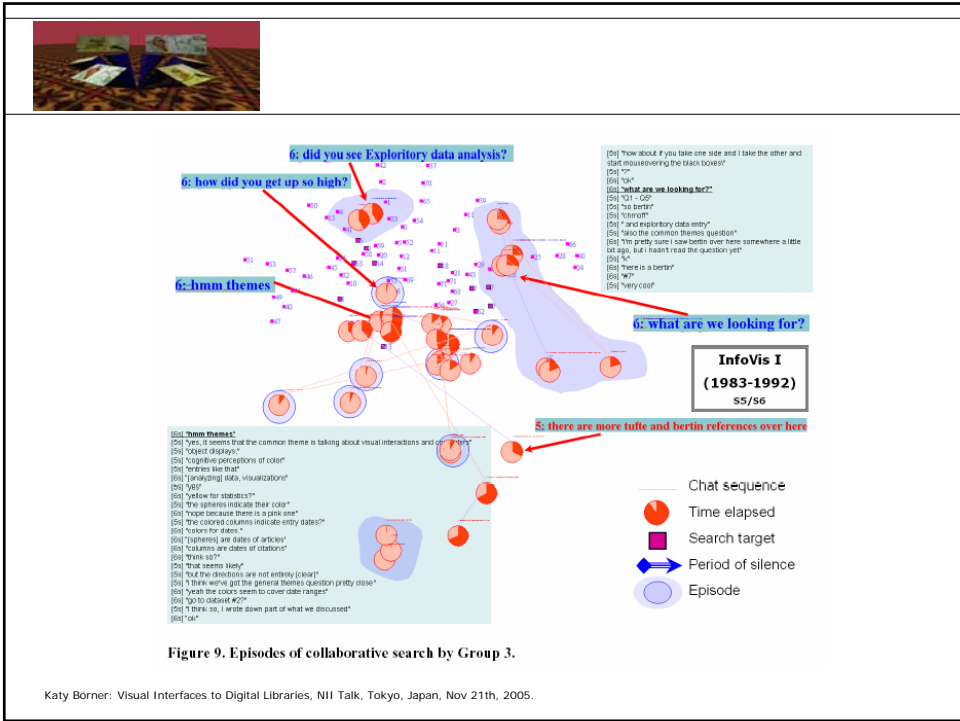 6: did you see Exploritory data analysis?
6: how did you get up so high?
6: hmm themes
[5s] "how about if you take one side and I take the other and
start mouseovering the black boxes\"
[5s] "?"
[6s] "ok"
[6s] "what are we looking for?"
[5s] "Q1 - Q5"
[5s] "so bertin"
[5s] "chrnoff"
[5s] " and exploritory data entry"
[5s] "also the common themes question"
[6s] "I'm pretty sure i saw bertin over here somewhere a little
bit ago, but i hadn't read the question yet"
[5s] "k"
[6s] "here is a bertin"
[6s] "#7"
[5s] "very cool"
6: what are we looking for?
InfoVis I
(1983-1992)
S5/S6
5: there are more tufte and bertin references over here
[6s] "hmm themes"
[5s] "yes, it seems that the common theme is talking about visual interactions and
[5s] "object displays,"
[5s] "cognitive perceptions of color"
[5s] "entries like that"
[6s] "[analyzing] data, visualizations"
[5s] "yes"
[6s] "yellow for statistics?"
[5s] "the spheres indicate their color"
[6s] "nope because there is a pink one"
[5s] "the colored columns indicate entry dates?"
[6s] "colors for dates."
[6s] "[spheres] are dates of articles"
[6s] "columns are dates of citations"
[6s] "think so?"
[5s] "that seems likely"
[5s] "but the directions are not entirely [clear]"
[5s] "I think we've got the general themes question pretty close"
[6s] "yeah the colors seem to cover date ranges"
[6s] "go to dataset #2?"
[5s] "I think so, I wrote down part of what we discussed"
[6s] "ok"
Chat sequence
Time elapsed
Search target
Period of silence
Episode
Figure 9. Episodes of collaborative search by Group 3.
Katy Börner: Visual Interfaces to Digital Libraries, NII Talk, Tokyo, Japan, Nov 21th, 2005.